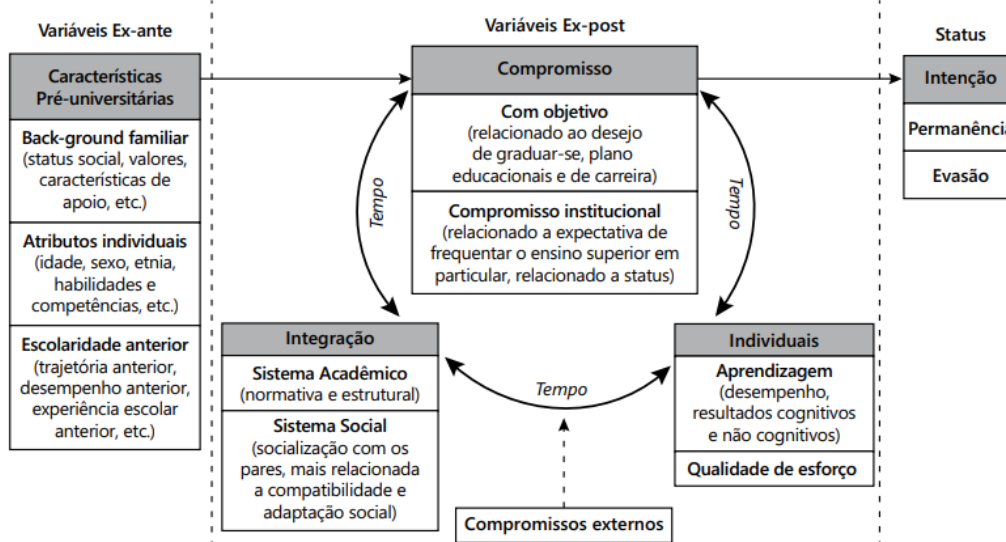 Variáveis Ex-ante
Características
Pré-universitárias
Back-ground familiar
(status social, valores,
características de
apoio, etc.)
Atributos individuais
(idade, sexo, etnia,
habilidades e
competências, etc.)
Escolaridade anterior
(trajetória anterior,
desempenho anterior,
experiência escolar
anterior, etc.)
Variáveis Ex-post
Compromisso
Com objetivo
(relacionado ao desejo
de graduar-se, plano
educacionais e de carreira)
Compromisso institucional
(relacionado a expectativa de
frequentar o ensino superior em
particular, relacionado a status)
Tempo
Tempo
Integração
Sistema Acadêmico
(normativa e estrutural)
Sistema Social
(socialização com os
pares, mais relacionada
a compatibilidade e
adaptação social)
Tempo
Individuais
Aprendizagem
(desempenho,
resultados cognitivos
e não cognitivos)
Qualidade de esforço
Compromissos externos
Status
Intenção
Permanência
Evasão